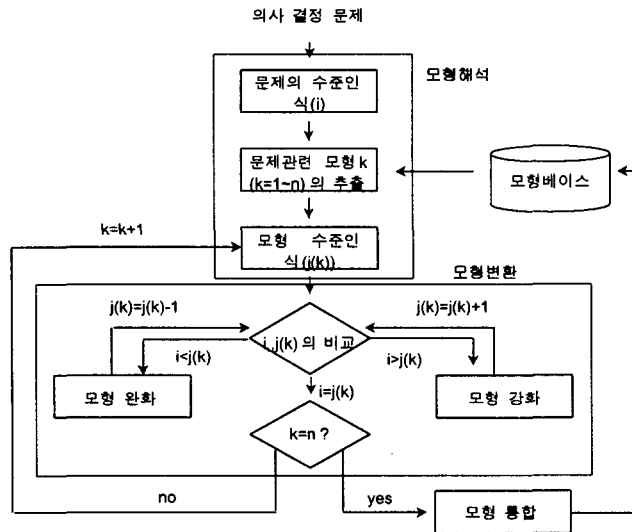 의사 결정 문제
모형해석
문제의 수준인
식(i)
문제관련 모형 k
(k=1~n)의 추출
모형베이스
k=k+1
모형 수준인
식(j(k))
모형변환
j(k)=j(k)-1
j(k)=j(k)+1
i, j(k)의 비교
i<j(k)
i>j(k)
모형 완화
모형 강화
i=j(k)
k=n ?
no
yes
모형 통합